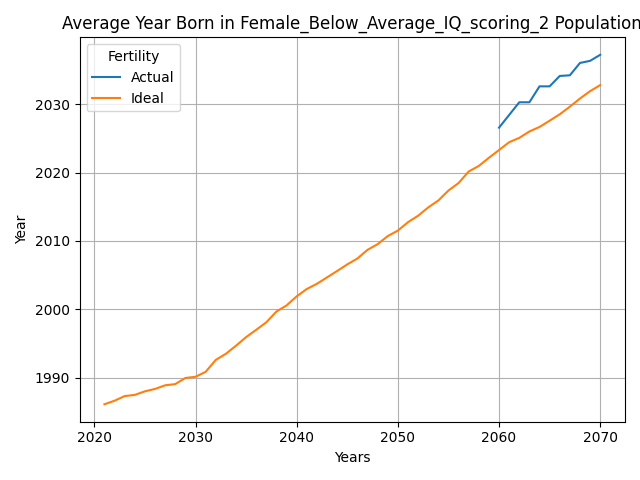 Average Year Born in Female_Below_Average_IQ_scoring_2 Population
Fertility
Actual
Ideal
Year
2030
2020
2010
2000
1990
2020 2030 2040 2050 2060 2070
Years